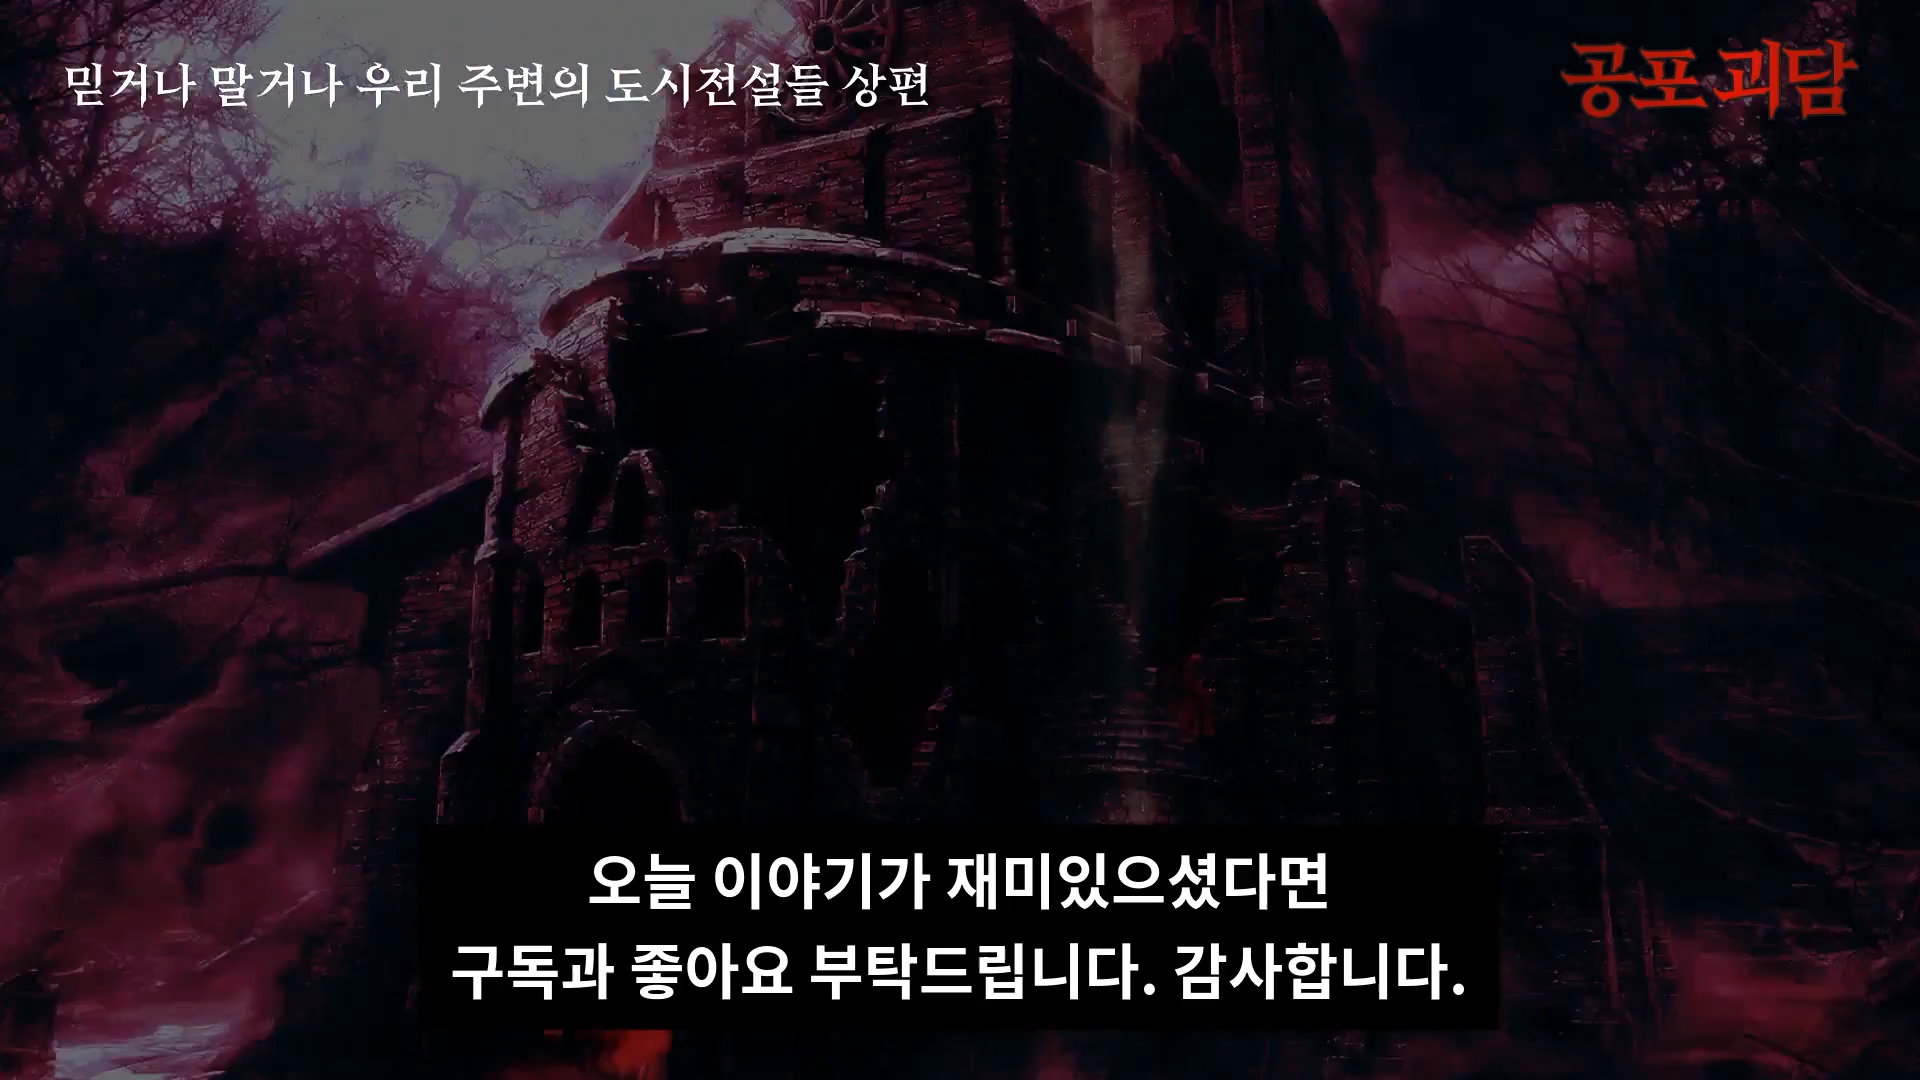 믿거나 말거나 우리 주변의 도시전설들 상편
공포 괴담
오늘 이야기가 재미있으셨다면
구독과 좋아요 부탁드립니다. 감사합니다.